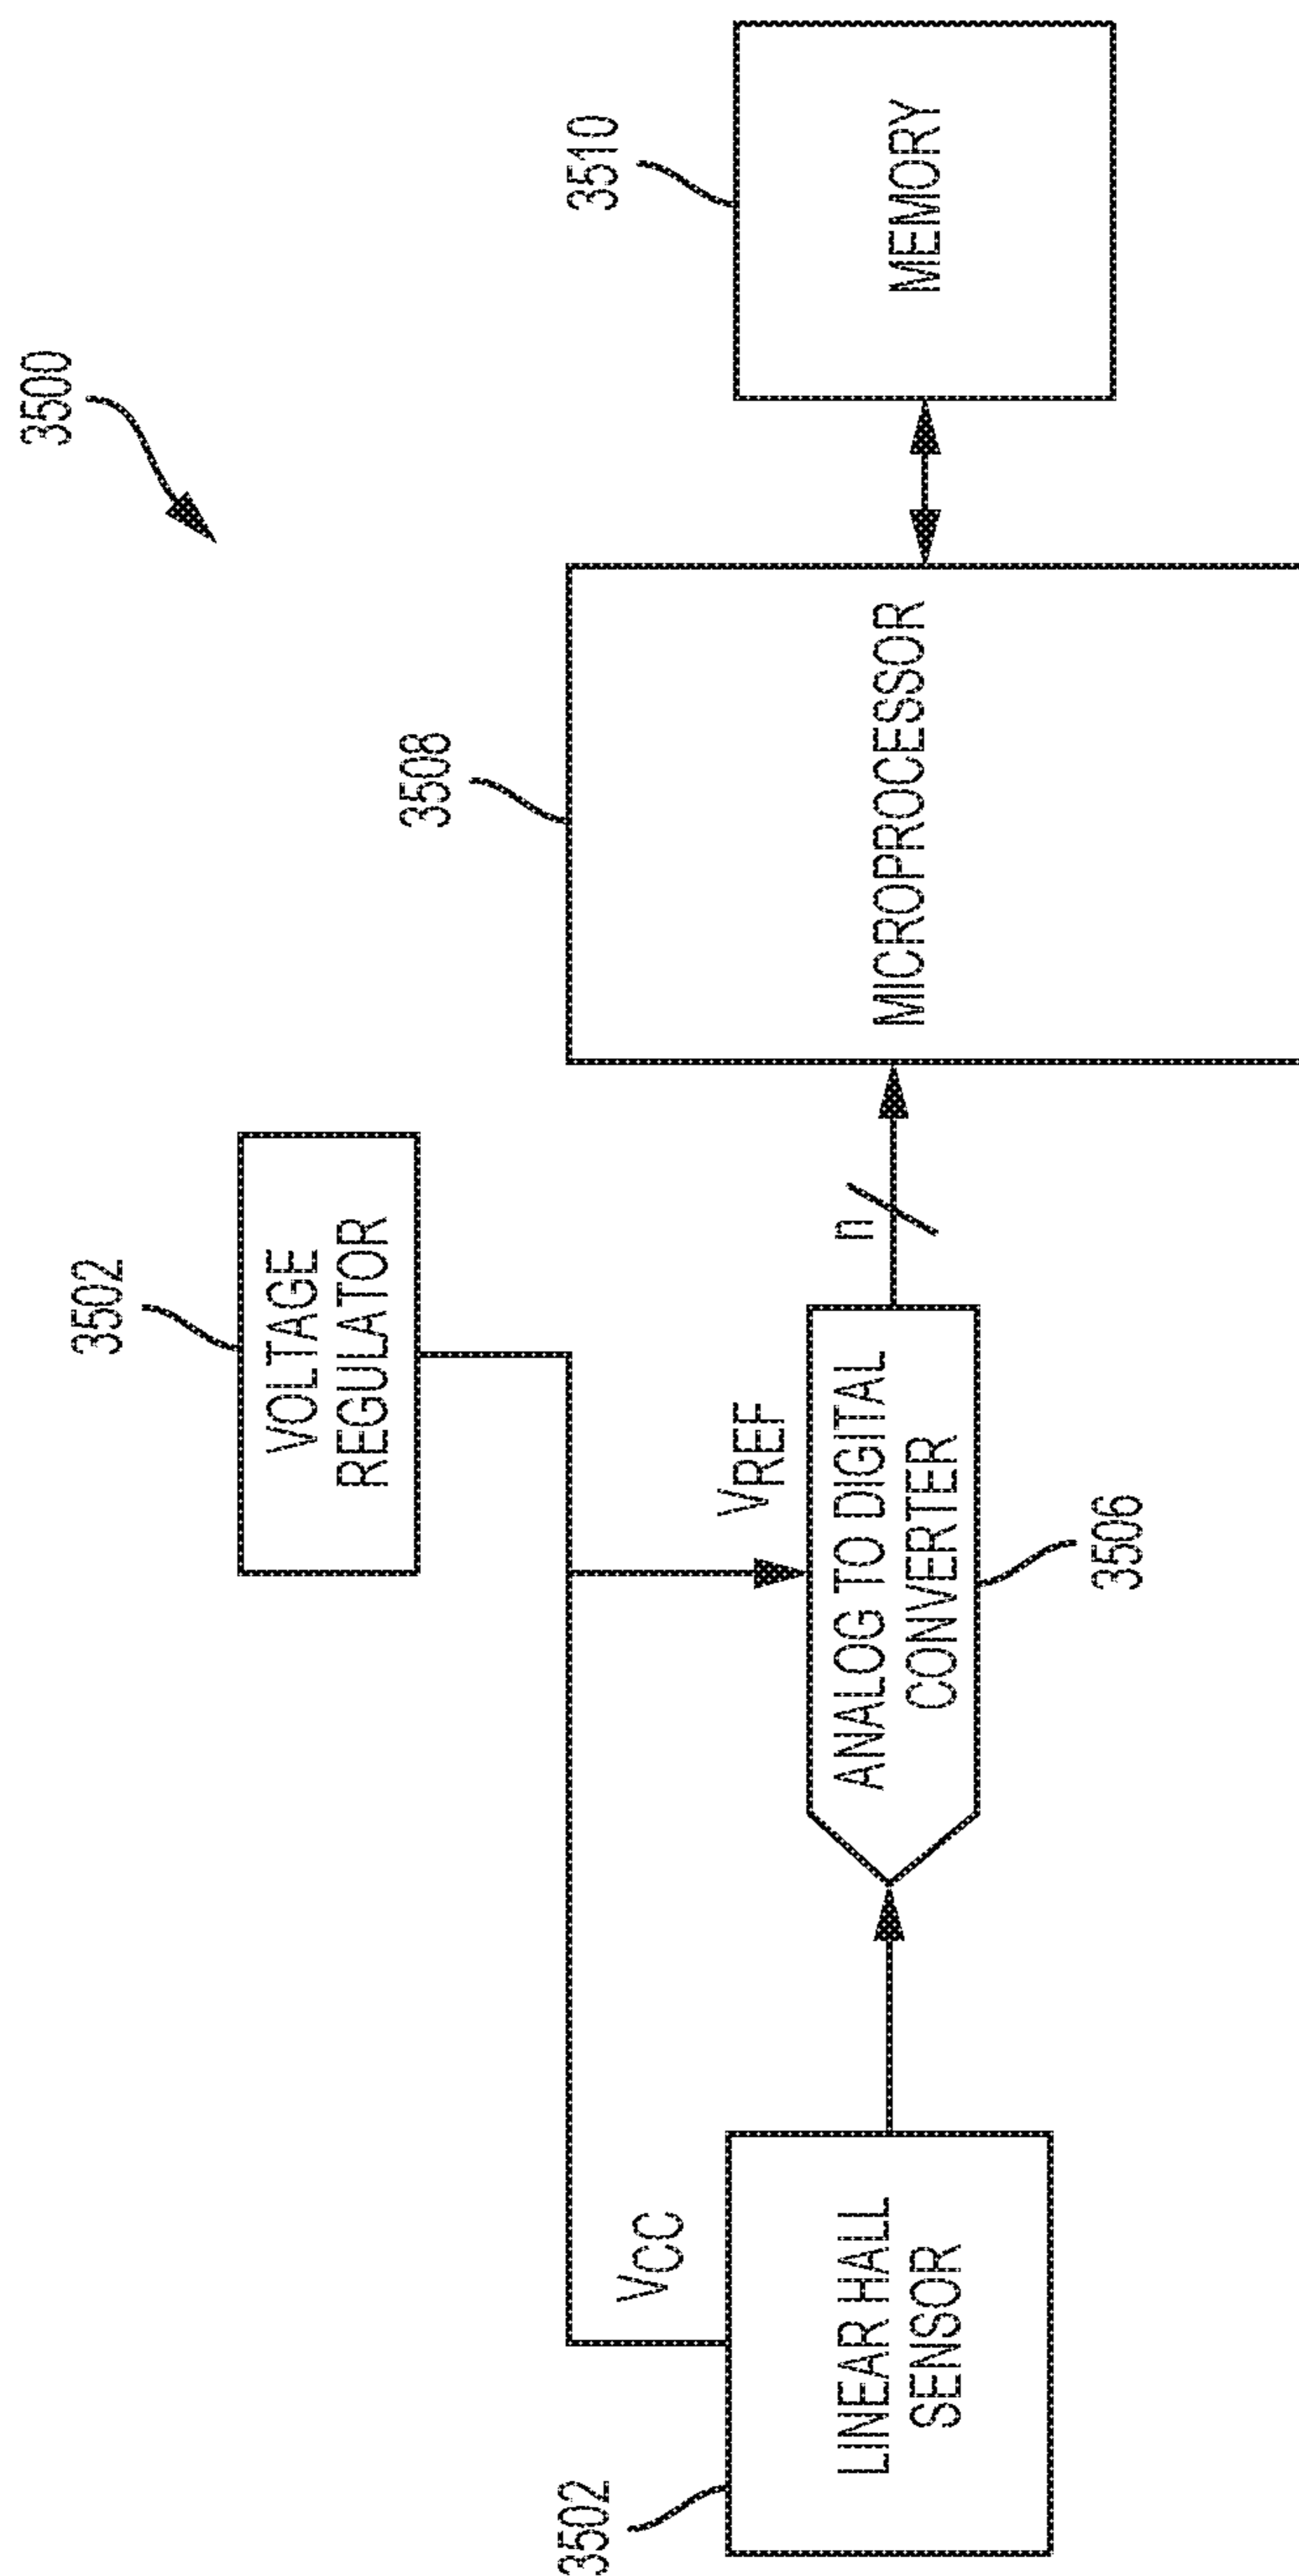 3500
3502
VOLTAGE
REGULATOR
3508
3510
VCC
VREF
3502
LINEAR HALL
SENSOR
ANALOG TO DIGITAL
CONVERTER
n
MICROPROCESSOR
MEMORY
3506